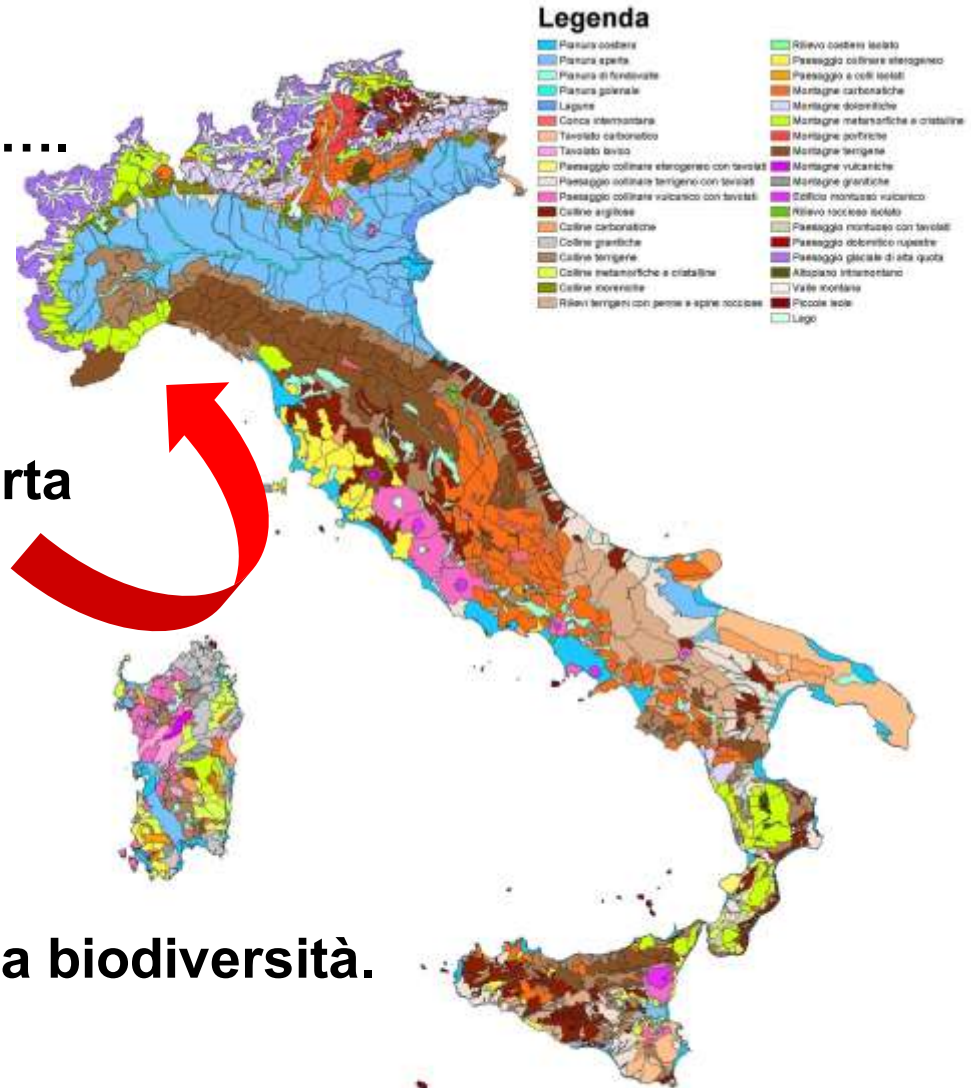 Legenda
Pianura costiera
Pianura aperta
Pianura di fondovalle
Pianura golenale
Lagune
Conca intermontana
Tavolato carbonatico
Tavolato lavico
Paesaggio collinare eterogeneo con tavolati
Paesaggio collinare terrigeno con tavolati
Paesaggio collinare vulcanico con tavolati
Colline argillose
Colline carbonatiche
Colline granitiche
Colline terrigene
Colline metamorfiche e cristalline
Colline moreniche
Rilievi terrigeni con penne e spine rocciose
Rilievo costiero isolato
Paesaggio collinare eterogeneo
Paesaggio a colli isolati
Montagne carbonatiche
Montagne dolomitiche
Montagne metamorfiche e cristalline
Montagne porfiriche
Montagne terrigene
Montagne vulcaniche
Montagne granitiche
Edificio montuoso vulcanico
Rilievo roccioso isolato
Paesaggio montuoso con tavolati
Paesaggio dolomitico rupestre
Paesaggio glaciale di alta quota
Altopiano intramontano
Valle montana
Piccole isole
Lago
....
rta
a biodiversità.